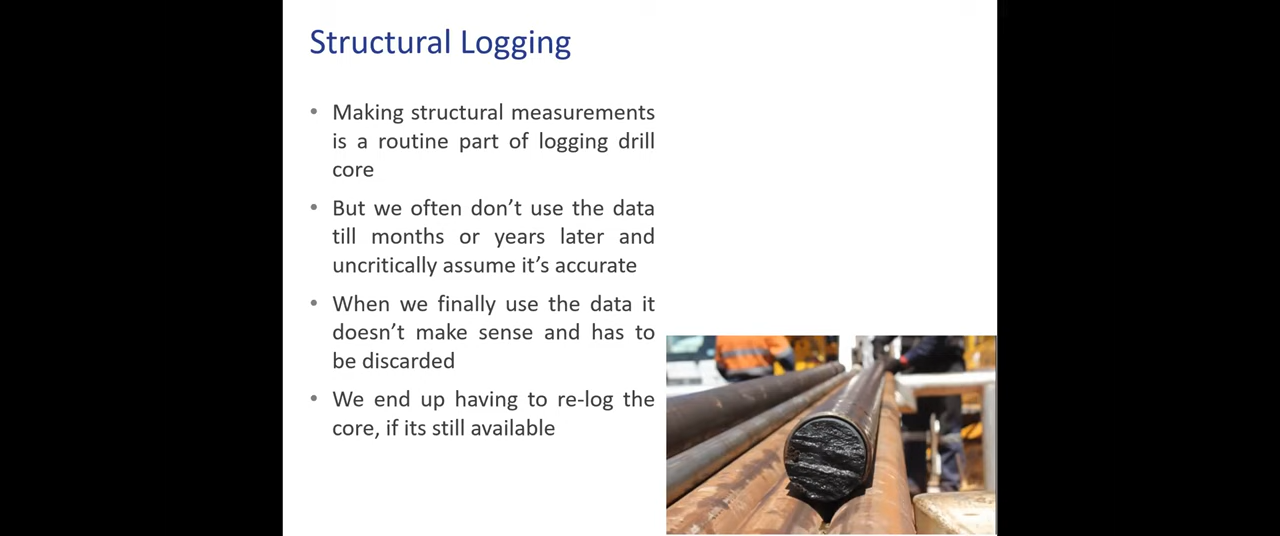 Structural Logging
• Making structural measurements
is a routine part of logging drill
core
• But we often don’t use the data
till months or years later and
uncritically assume it’s accurate
• When we finally use the data it
doesn’t make sense and has to
be discarded
• We end up having to re-log the
core, if its still available